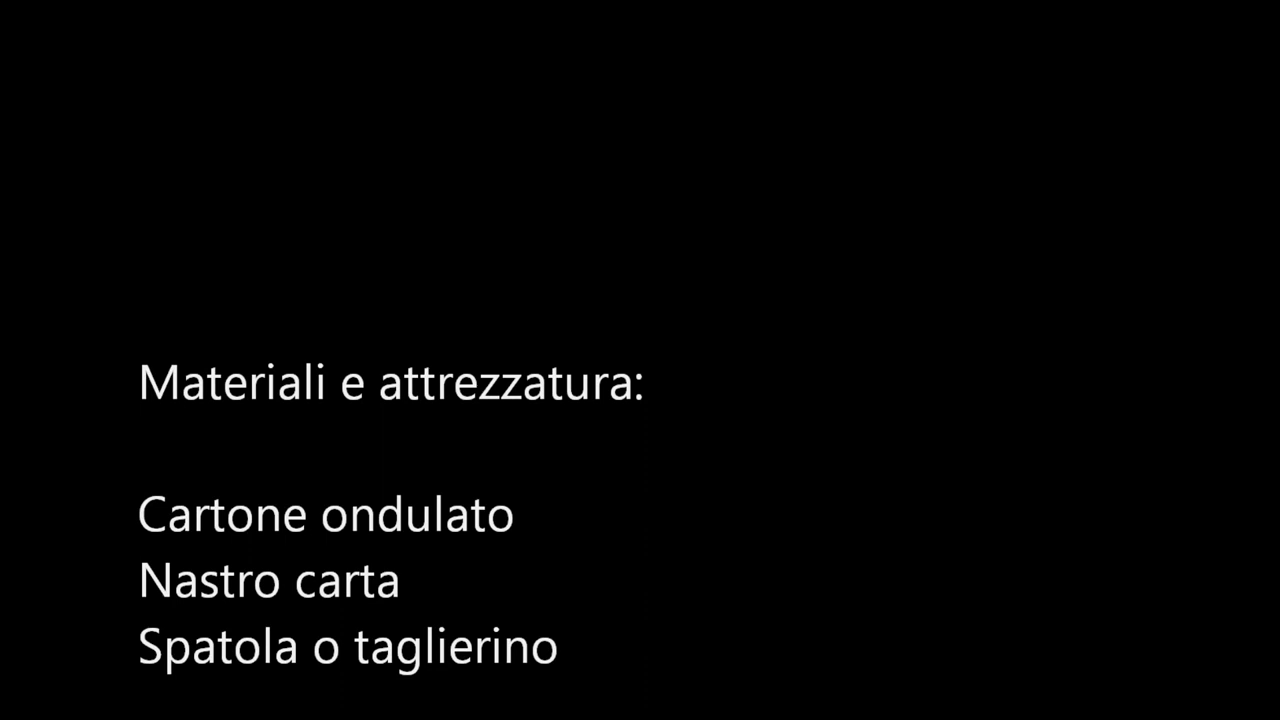 Materiali e attrezzatura:
Cartone ondulato
Nastro carta
Spatola o taglierino